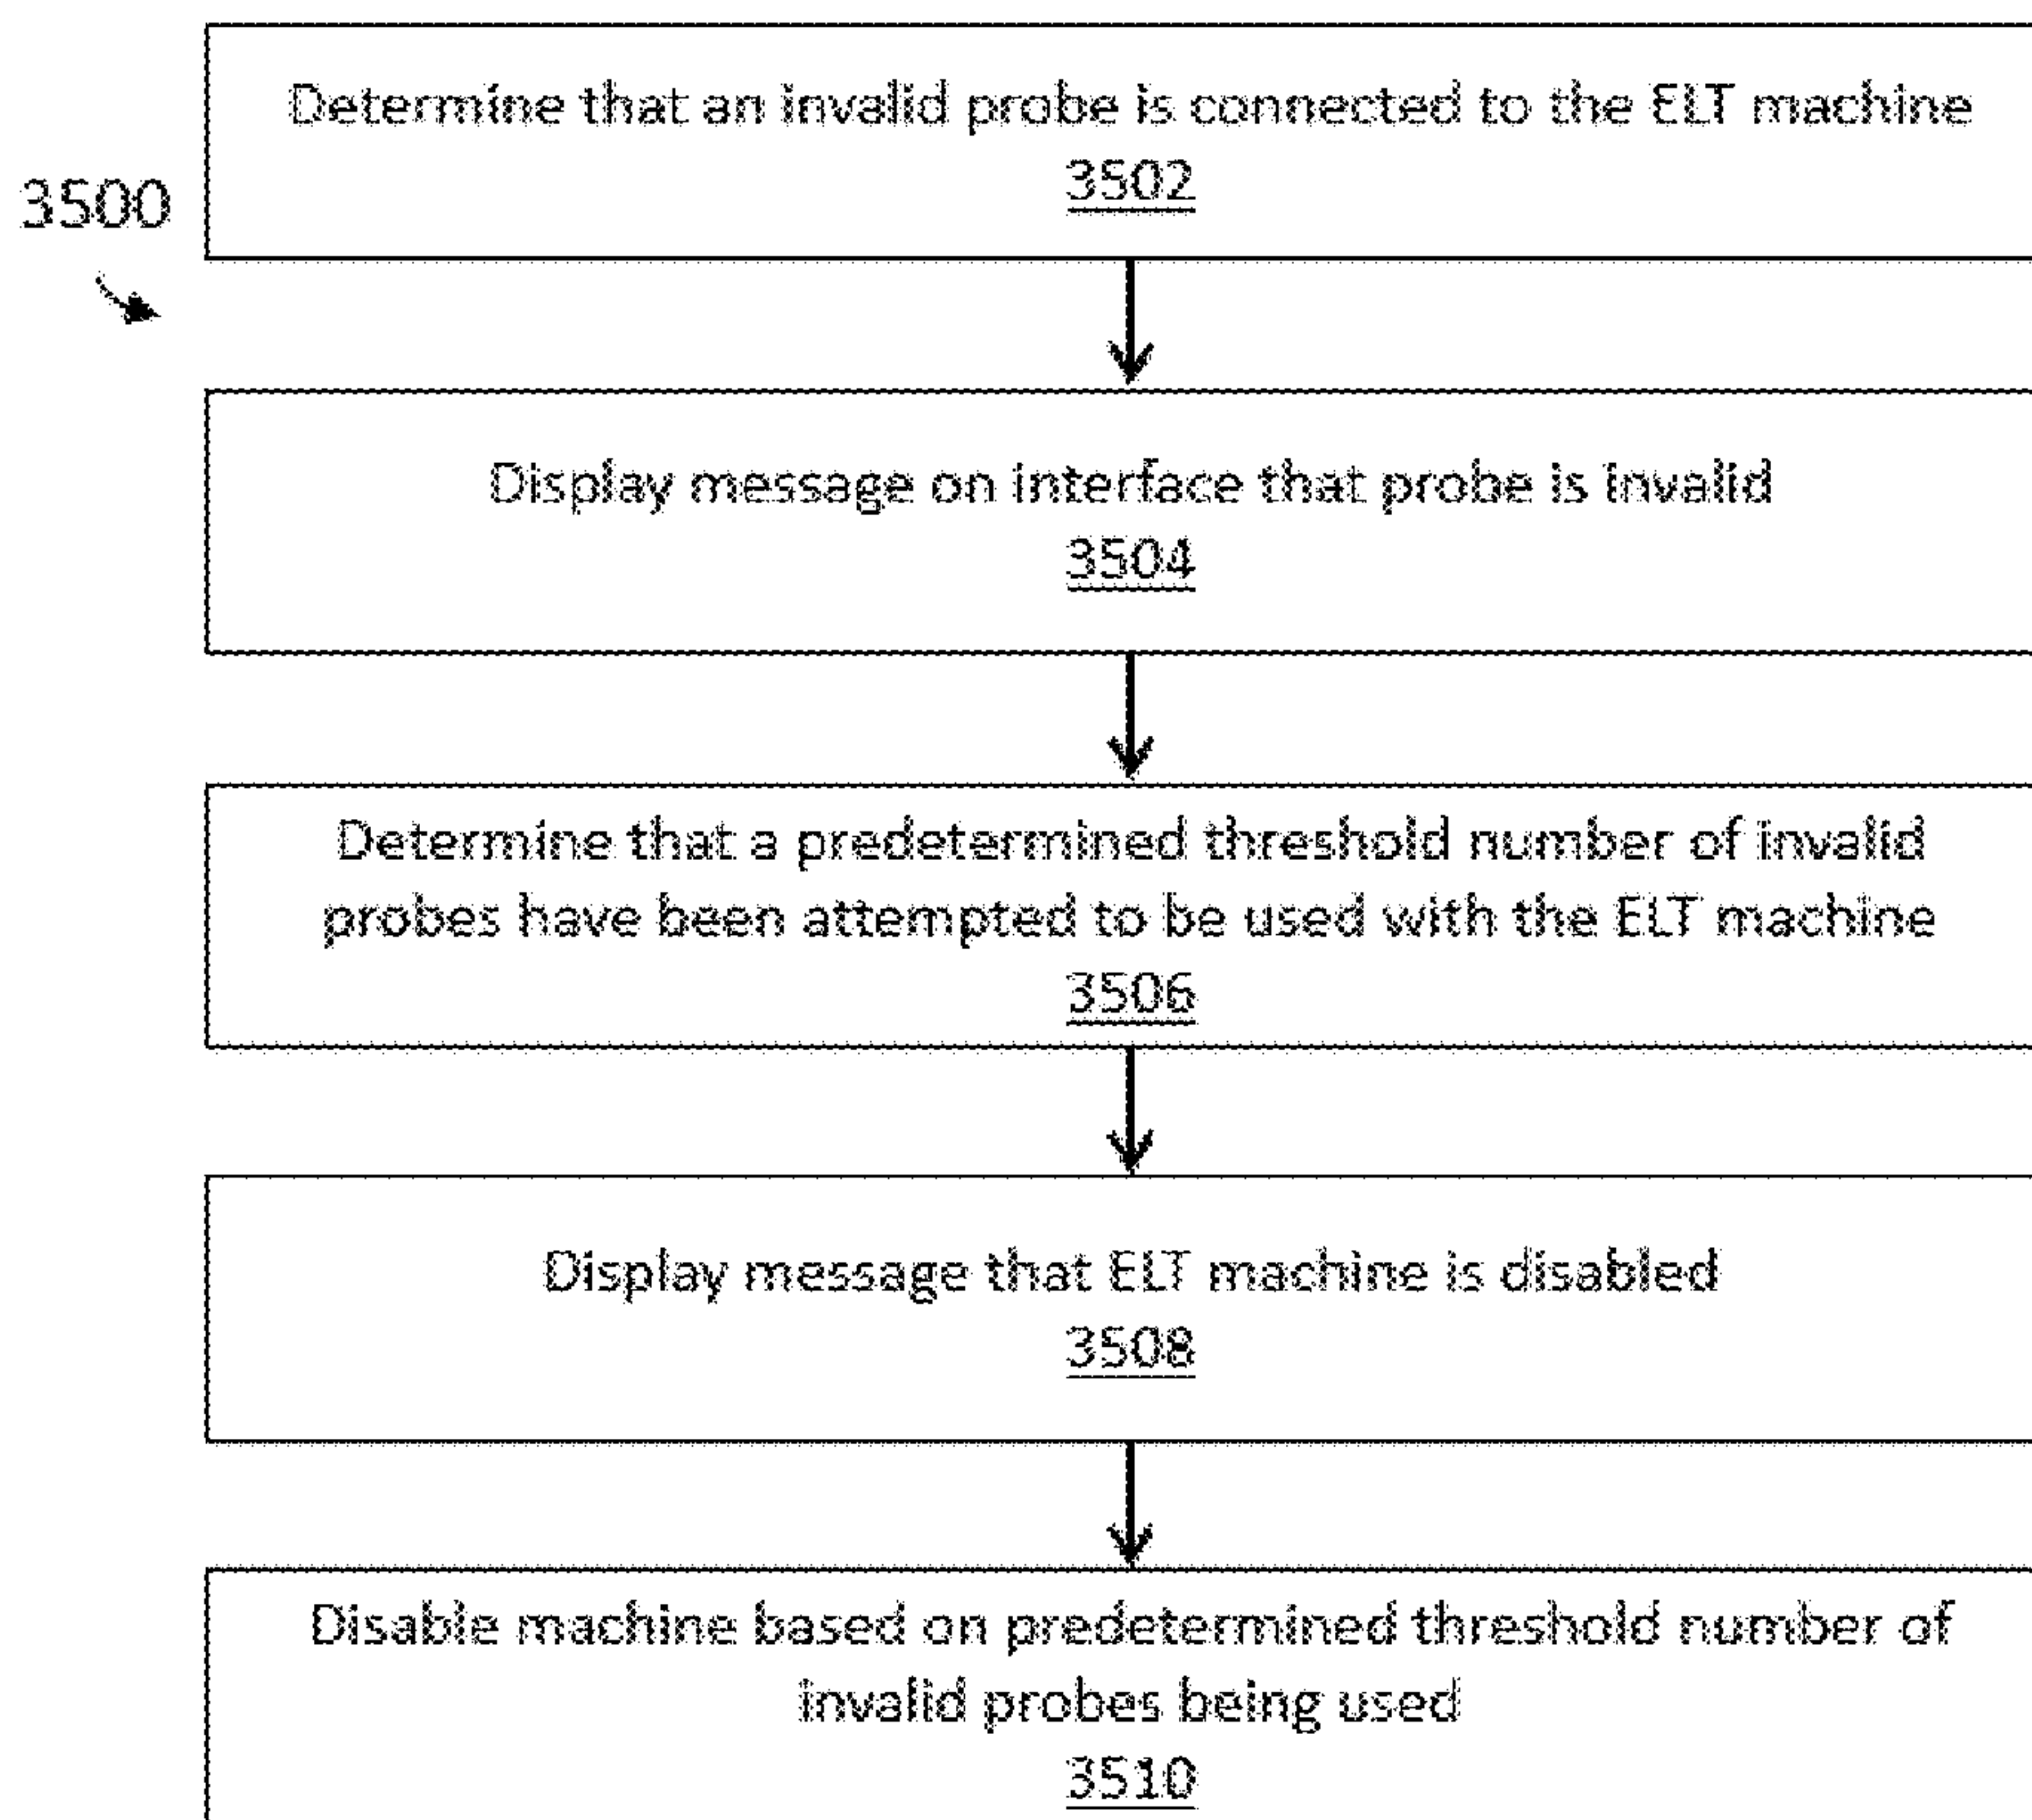 Determine that an invalid probe is connected to the ELT machine
3502
3500
Display message on interface that probe is invalid
3504
Determine that a predetermined threshold number of invalid
probes have been attempted to be used with the ELT machine
3506
Display message that ELT machine is disabled
3508
Disable machine based on predetermined threshold number of
invalid probes being used
3510